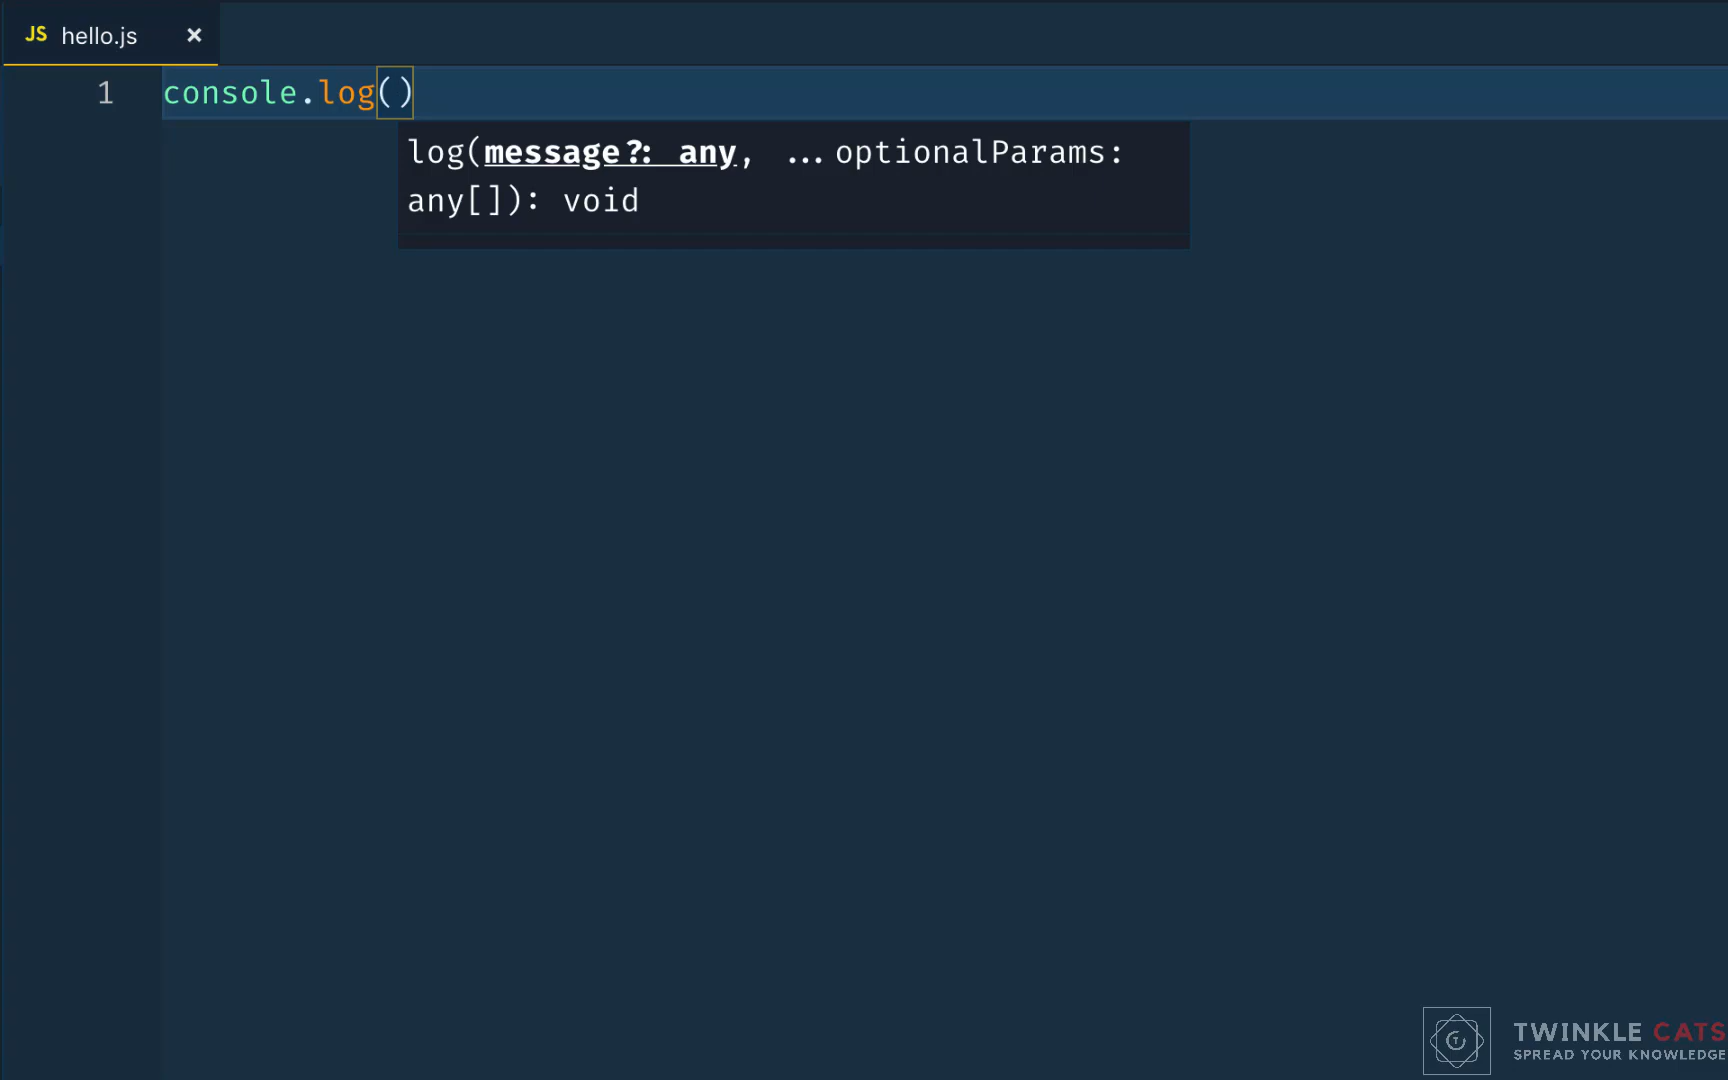 JS hello.js ×
1 console.log()
log(message?: any, ...optionalParams:
any[]): void
TWINKLE CATS
SPREAD YOUR KNOWLEDGE